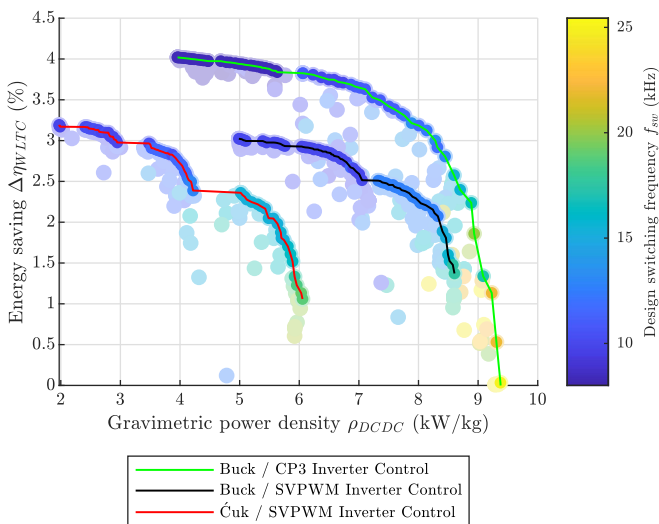 4.5
4
3.5
3
2.5
2
1.5
1
0.5
0
Energy saving Δη_WLTC (%)
2 3 4 5 6 7 8 9 10
Gravimetric power density ρ_DCDC (kW/kg)
25
20
15
10
Design switching frequency f_sw (kHz)
Buck / CP3 Inverter Control
Buck / SVPWM Inverter Control
Ćuk / SVPWM Inverter Control